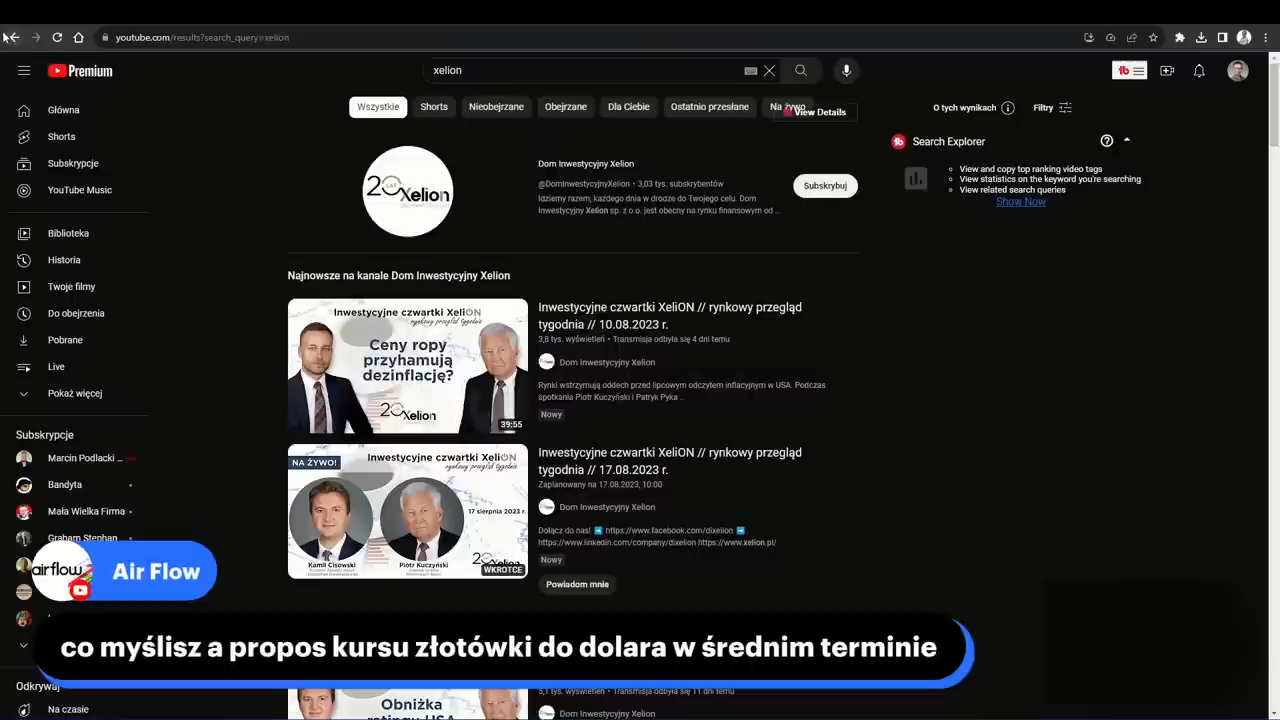 youtube.com/results?search_query=xelion
Premium
xelion
Główna
Shorts
Subskrypcje
YouTube Music
Biblioteka
Historia
Twoje filmy
Do obejrzenia
Pobrane
Live
Pokaż więcej
Subskrypcje
Marcin Podlacki ...
Bandyta
Mała Wielka Firma
Graham Stephan
Odkrywaj
Na czasie
Wszystkie
Shorts
Nieobejrzane
Obejrzane
Dla Ciebie
Ostatnio przesłane
Na żywo
View Details
O tych wynikach
Filtry
Search Explorer
View and copy top ranking video tags
View statistics on the keyword you're searching
View related search queries
Show Now
20 LAT Xelion
Dom Inwestycyjny Xelion
@DomInwestycyjnyXelion • 3,03 tys. subskrybentów
Idziemy razem, każdego dnia w drodze do Twojego celu. Dom
Inwestycyjny Xelion sp. z o.o. jest obecny na rynku finansowym od ...
Subskrybuj
Najnowsze na kanale Dom Inwestycyjny Xelion
Inwestycyjne czwartki XeliON
rynkowy przegląd tygodnia
Ceny ropy
przyhamują
dezinflację?
20 Xelion
39:55
Inwestycyjne czwartki XeliON // rynkowy przegląd
tygodnia // 10.08.2023 r.
3,8 tys. wyświetleń • Transmisja odbyła się 4 dni temu
Dom Inwestycyjny Xelion
Rynki wstrzymują oddech przed lipcowym odczytem inflacyjnym w USA. Podczas
spotkania Piotr Kuczyński i Patryk Pyka ...
Nowy
NA ŻYWO!
Inwestycyjne czwartki XeliON
rynkowy przegląd tygodnia
17 sierpnia 2023 r.
Kamil Cisowski
Piotr Kuczyński
20 Xelion
WKRÓTCE
Inwestycyjne czwartki XeliON // rynkowy przegląd
tygodnia // 17.08.2023 r.
Zaplanowany na 17.08.2023, 10:00
Dom Inwestycyjny Xelion
Dołącz do nas! ➡️ https://www.facebook.com/dixelion ➡️
https://www.linkedin.com/company/dixelion https://www.xelion.pl/
Nowy
Powiadom mnie
airflow
Air Flow
co myślisz a propos kursu złotówki do dolara w średnim terminie
5,1 tys. wyświetleń • Transmisja odbyła się 11 dni temu
Obniżka
ratingu USA
Dom Inwestycyjny Xelion